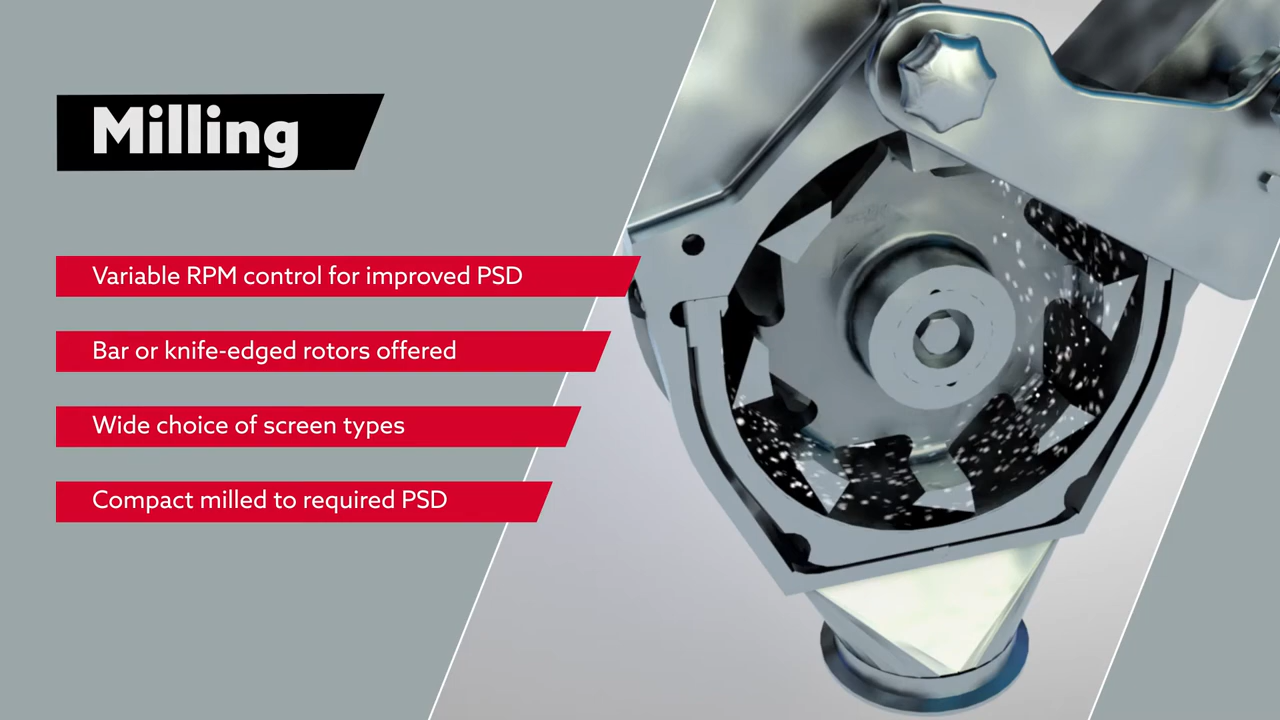 Milling
Variable RPM control for improved PSD
Bar or knife-edged rotors offered
Wide choice of screen types
Compact milled to required PSD